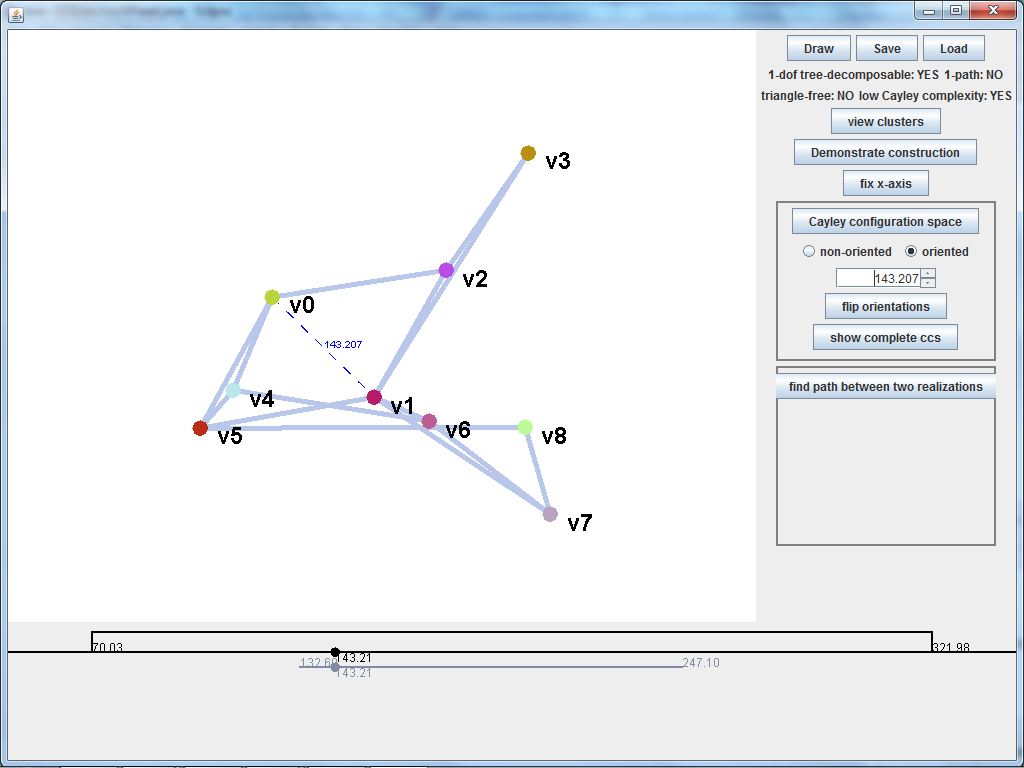 Draw Save Load
1-dof tree-decomposable: YES 1-path: NO
triangle-free: NO low Cayley complexity: YES
view clusters
Demonstrate construction
fix x-axis
Cayley configuration space
non-oriented oriented
143.207
flip orientations
show complete ccs
find path between two realizations
v3
v2
v0
143.207
v4
v1
v5
v6
v8
v7
70.03
321.98
143.21
247.10
143.21